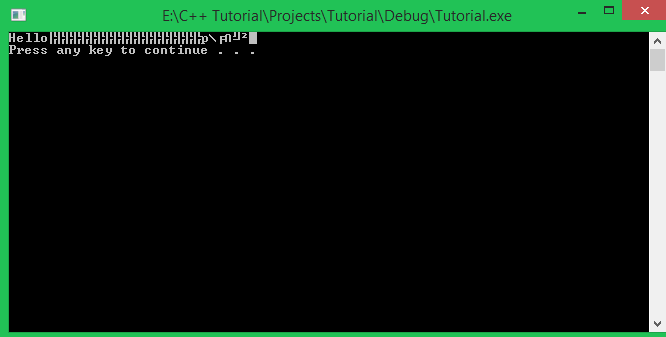 E:\C++ Tutorial\Projects\Tutorial\Debug\Tutorial.exe
Hello
Press any key to continue . . .